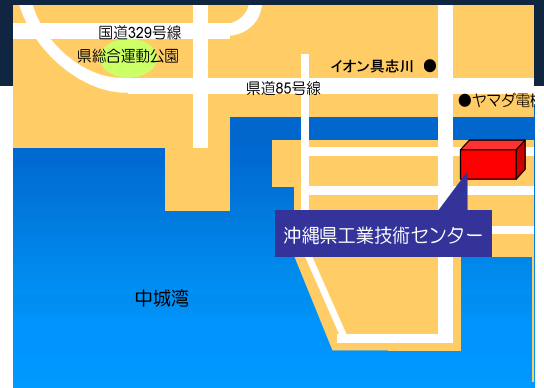 国道329号線
県総合運動公園
イオン具志川
県道85号線
ヤマダ電
沖縄県工業技術センター
中城湾